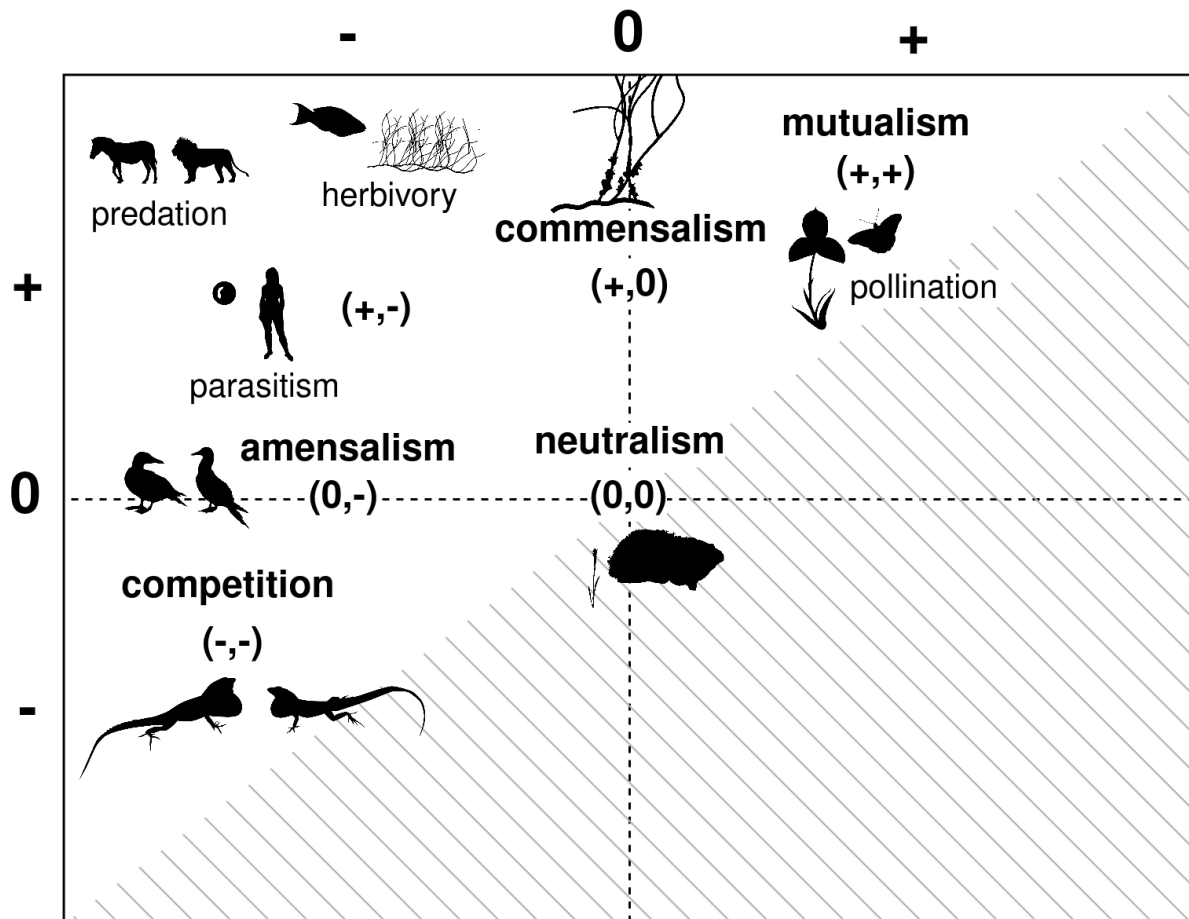 - 0 +
mutualism
(+,+)
herbivory
predation
commensalism
(+,0)
+
(+,-)
pollination
parasitism
amensalism
neutralism
0
(0,-)
(0,0)
competition
(-,-)
-